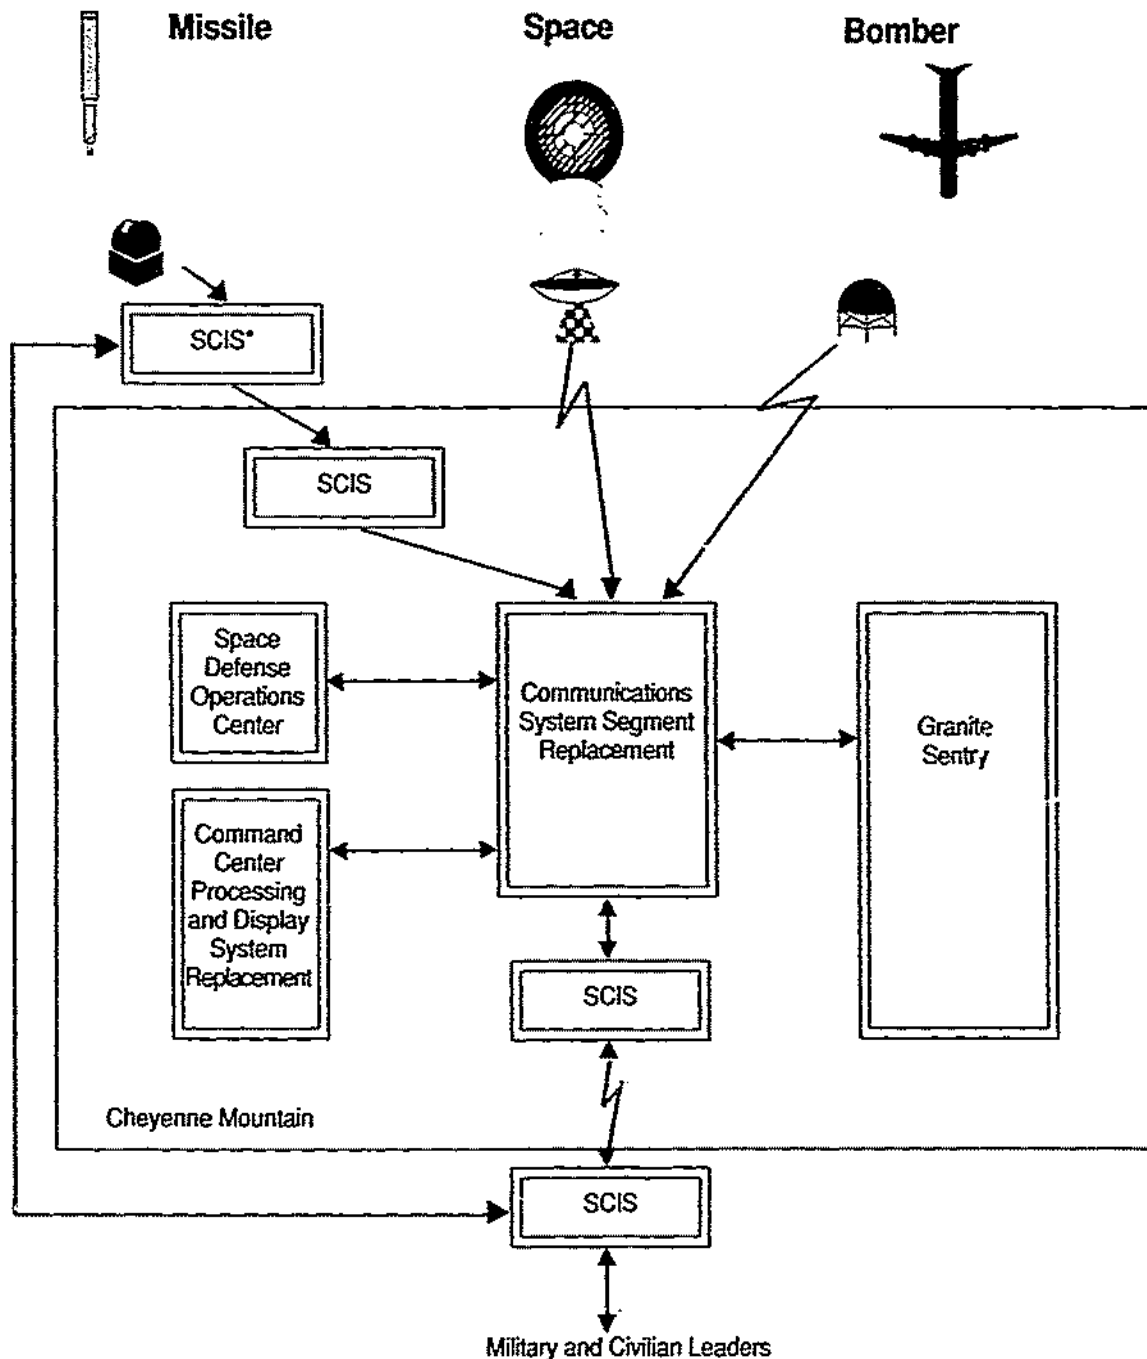 Missile
Space
Bomber
SCIS*
SCIS
Space
Defense
Operations
Center
Communications
System Segment
Replacement
Granite
Sentry
Command
Center
Processing
and Display
System
Replacement
SCIS
Cheyenne Mountain
SCIS
Military and Civilian Leaders